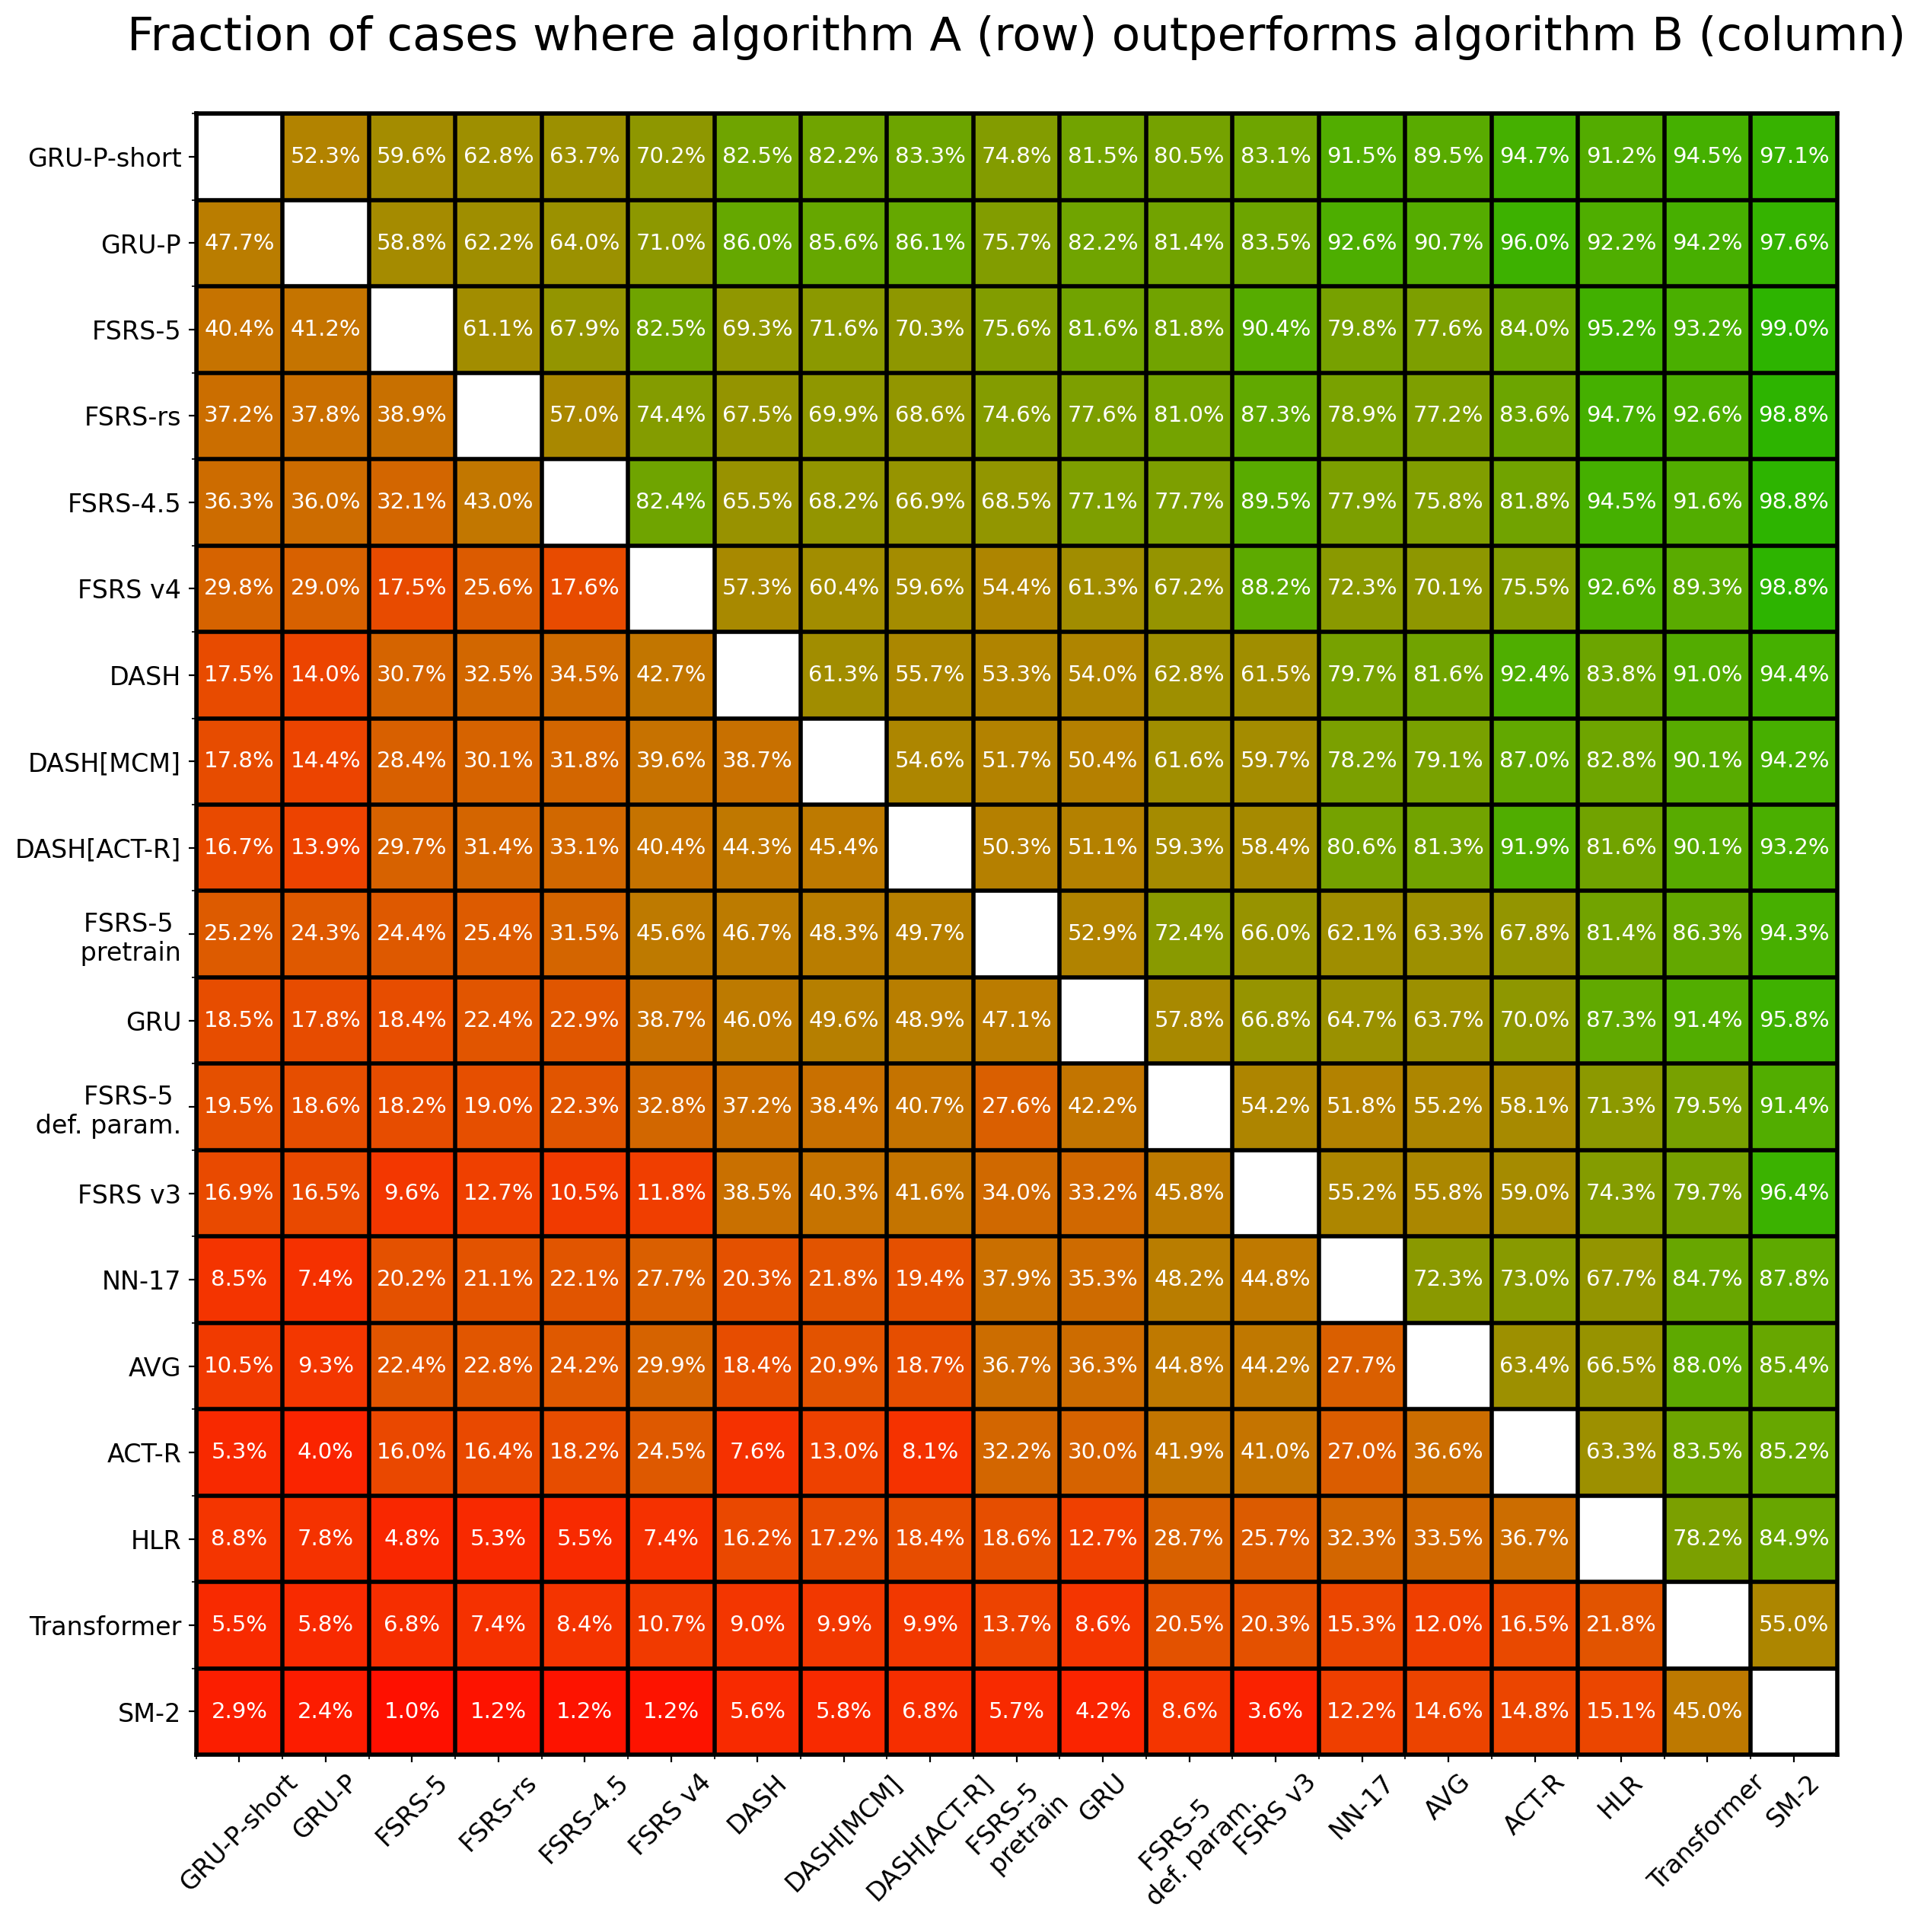 Fraction of cases where algorithm A (row) outperforms algorithm B (column)
GRU-P-short 52.3% 59.6% 62.8% 63.7% 70.2% 82.5% 82.2% 83.3% 74.8% 81.5% 80.5% 83.1% 91.5% 89.5% 94.7% 91.2% 94.5% 97.1%
GRU-P 47.7% 58.8% 62.2% 64.0% 71.0% 86.0% 85.6% 86.1% 75.7% 82.2% 81.4% 83.5% 92.6% 90.7% 96.0% 92.2% 94.2% 97.6%
FSRS-5 40.4% 41.2% 61.1% 67.9% 82.5% 69.3% 71.6% 70.3% 75.6% 81.6% 81.8% 90.4% 79.8% 77.6% 84.0% 95.2% 93.2% 99.0%
FSRS-rs 37.2% 37.8% 38.9% 57.0% 74.4% 67.5% 69.9% 68.6% 74.6% 77.6% 81.0% 87.3% 78.9% 77.2% 83.6% 94.7% 92.6% 98.8%
FSRS-4.5 36.3% 36.0% 32.1% 43.0% 82.4% 65.5% 68.2% 66.9% 68.5% 77.1% 77.7% 89.5% 77.9% 75.8% 81.8% 94.5% 91.6% 98.8%
FSRS v4 29.8% 29.0% 17.5% 25.6% 17.6% 57.3% 60.4% 59.6% 54.4% 61.3% 67.2% 88.2% 72.3% 70.1% 75.5% 92.6% 89.3% 98.8%
DASH 17.5% 14.0% 30.7% 32.5% 34.5% 42.7% 61.3% 55.7% 53.3% 54.0% 62.8% 61.5% 79.7% 81.6% 92.4% 83.8% 91.0% 94.4%
DASH[MCM] 17.8% 14.4% 28.4% 30.1% 31.8% 39.6% 38.7% 54.6% 51.7% 50.4% 61.6% 59.7% 78.2% 79.1% 87.0% 82.8% 90.1% 94.2%
DASH[ACT-R] 16.7% 13.9% 29.7% 31.4% 33.1% 40.4% 44.3% 45.4% 50.3% 51.1% 59.3% 58.4% 80.6% 81.3% 91.9% 81.6% 90.1% 93.2%
FSRS-5
pretrain 25.2% 24.3% 24.4% 25.4% 31.5% 45.6% 46.7% 48.3% 49.7% 52.9% 72.4% 66.0% 62.1% 63.3% 67.8% 81.4% 86.3% 94.3%
GRU 18.5% 17.8% 18.4% 22.4% 22.9% 38.7% 46.0% 49.6% 48.9% 47.1% 57.8% 66.8% 64.7% 63.7% 70.0% 87.3% 91.4% 95.8%
FSRS-5
def. param. 19.5% 18.6% 18.2% 19.0% 22.3% 32.8% 37.2% 38.4% 40.7% 27.6% 42.2% 54.2% 51.8% 55.2% 58.1% 71.3% 79.5% 91.4%
FSRS v3 16.9% 16.5% 9.6% 12.7% 10.5% 11.8% 38.5% 40.3% 41.6% 34.0% 33.2% 45.8% 55.2% 55.8% 59.0% 74.3% 79.7% 96.4%
NN-17 8.5% 7.4% 20.2% 21.1% 22.1% 27.7% 20.3% 21.8% 19.4% 37.9% 35.3% 48.2% 44.8% 72.3% 73.0% 67.7% 84.7% 87.8%
AVG 10.5% 9.3% 22.4% 22.8% 24.2% 29.9% 18.4% 20.9% 18.7% 36.7% 36.3% 44.8% 44.2% 27.7% 63.4% 66.5% 88.0% 85.4%
ACT-R 5.3% 4.0% 16.0% 16.4% 18.2% 24.5% 7.6% 13.0% 8.1% 32.2% 30.0% 41.9% 41.0% 27.0% 36.6% 63.3% 83.5% 85.2%
HLR 8.8% 7.8% 4.8% 5.3% 5.5% 7.4% 16.2% 17.2% 18.4% 18.6% 12.7% 28.7% 25.7% 32.3% 33.5% 36.7% 78.2% 84.9%
Transformer 5.5% 5.8% 6.8% 7.4% 8.4% 10.7% 9.0% 9.9% 9.9% 13.7% 8.6% 20.5% 20.3% 15.3% 12.0% 16.5% 21.8% 55.0%
SM-2 2.9% 2.4% 1.0% 1.2% 1.2% 1.2% 5.6% 5.8% 6.8% 5.7% 4.2% 8.6% 3.6% 12.2% 14.6% 14.8% 15.1% 45.0%
GRU-P-short
GRU-P
FSRS-5
FSRS-rs
FSRS-4.5
FSRS v4
DASH
DASH[MCM]
DASH[ACT-R]
FSRS-5
pretrain
GRU
FSRS-5
def. param.
FSRS v3
NN-17
AVG
ACT-R
HLR
Transformer
SM-2